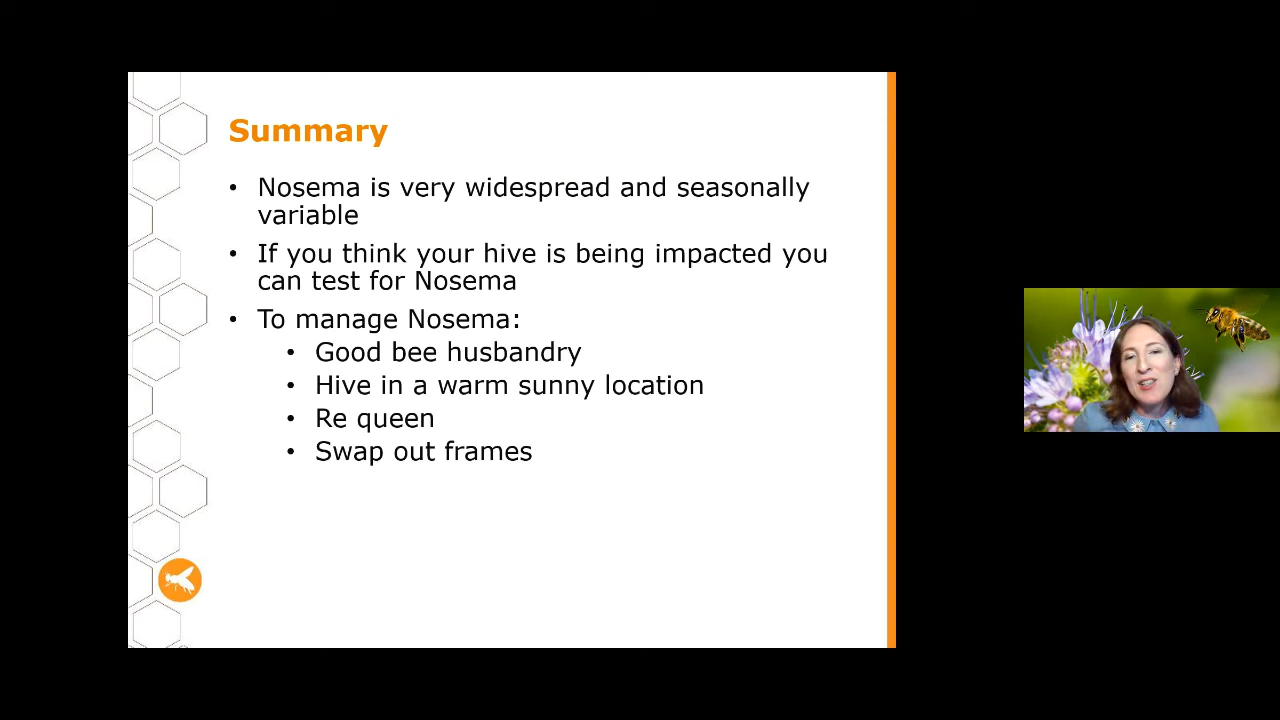 Summary
• Nosema is very widespread and seasonally
variable
• If you think your hive is being impacted you
can test for Nosema
• To manage Nosema:
• Good bee husbandry
• Hive in a warm sunny location
• Re queen
• Swap out frames